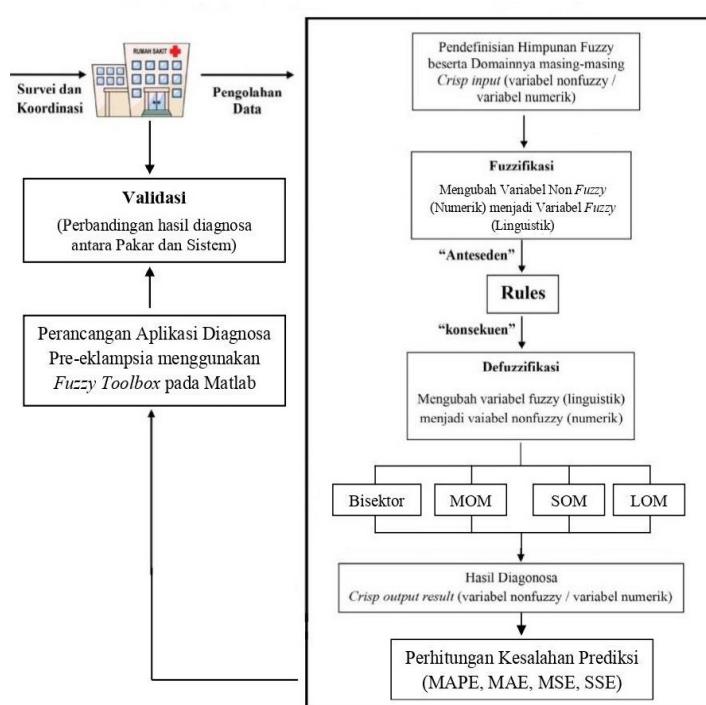 Survei dan
Koordinasi
RUMAH SAKIT
Pengolahan
Data
Validasi
(Perbandingan hasil diagnosa
antara Pakar dan Sistem)
Perancangan Aplikasi Diagnosa
Pre-eklampsia menggunakan
Fuzzy Toolbox pada Matlab
Pendefinisian Himpunan Fuzzy
beserta Domainnya masing-masing
Crisp input (variabel nonfuzzy /
variabel numerik)
Fuzzifikasi
Mengubah Variabel Non Fuzzy
(Numerik) menjadi Variabel Fuzzy
(Linguistik)
“Anteseden”
Rules
“konsekuen”
Defuzzifikasi
Mengubah variabel fuzzy (linguistik)
menjadi vaiabel nonfuzzy (numerik)
Bisektor
MOM
SOM
LOM
Hasil Diagonosa
Crisp output result (variabel nonfuzzy / variabel numerik)
Perhitungan Kesalahan Prediksi
(MAPE, MAE, MSE, SSE)